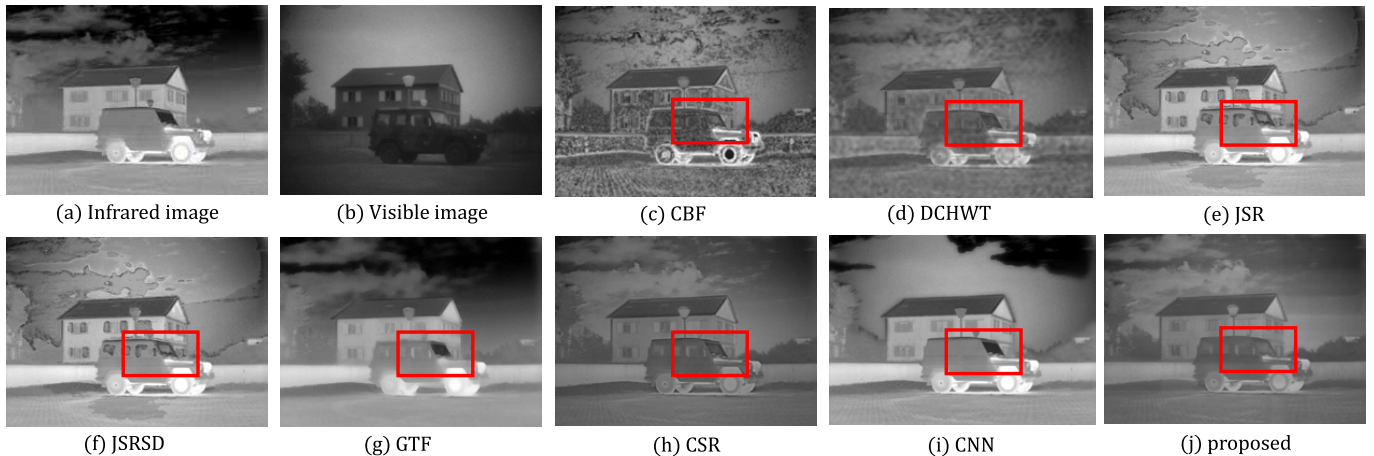 (a) Infrared image
(b) Visible image
(c) CBF
(d) DCHWT
(e) JSR
(f) JSRSD
(g) GTF
(h) CSR
(i) CNN
(j) proposed